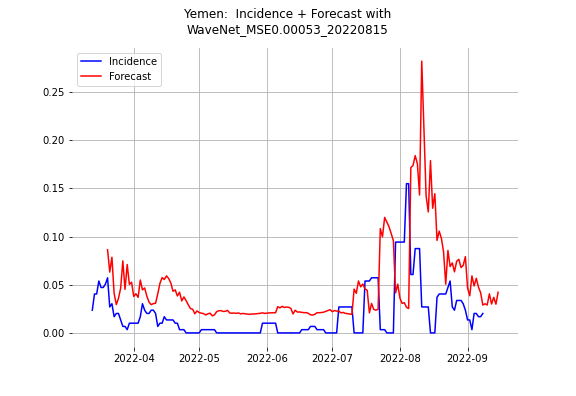 Yemen:  Incidence + Forecast with
WaveNet_MSE0.00053_20220815
Incidence
Forecast
0.25
0.20
0.15
0.10
0.05
0.00
2022-04 2022-05 2022-06 2022-07 2022-08 2022-09